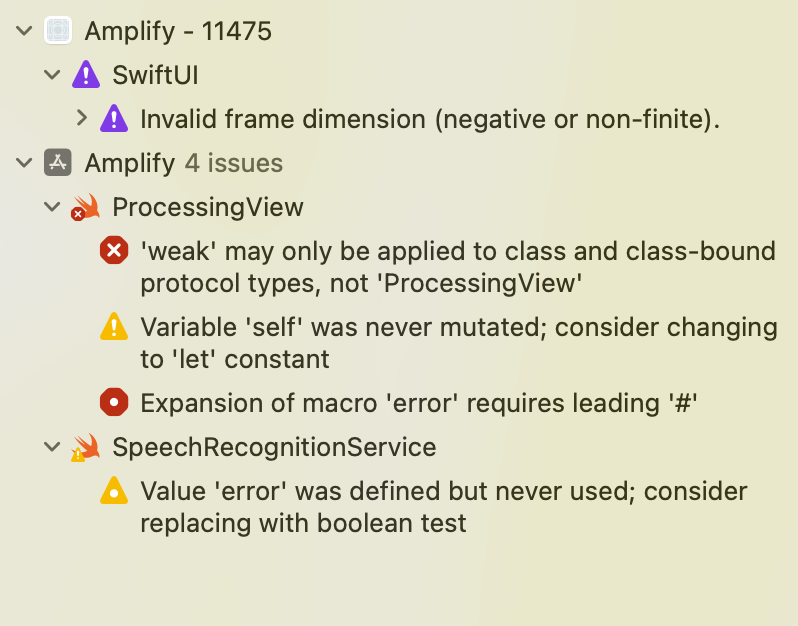 Amplify - 11475
SwiftUI
Invalid frame dimension (negative or non-finite).
Amplify 4 issues
ProcessingView
'weak' may only be applied to class and class-bound
protocol types, not 'ProcessingView'
Variable 'self' was never mutated; consider changing
to 'let' constant
Expansion of macro 'error' requires leading '#'
SpeechRecognitionService
Value 'error' was defined but never used; consider
replacing with boolean test